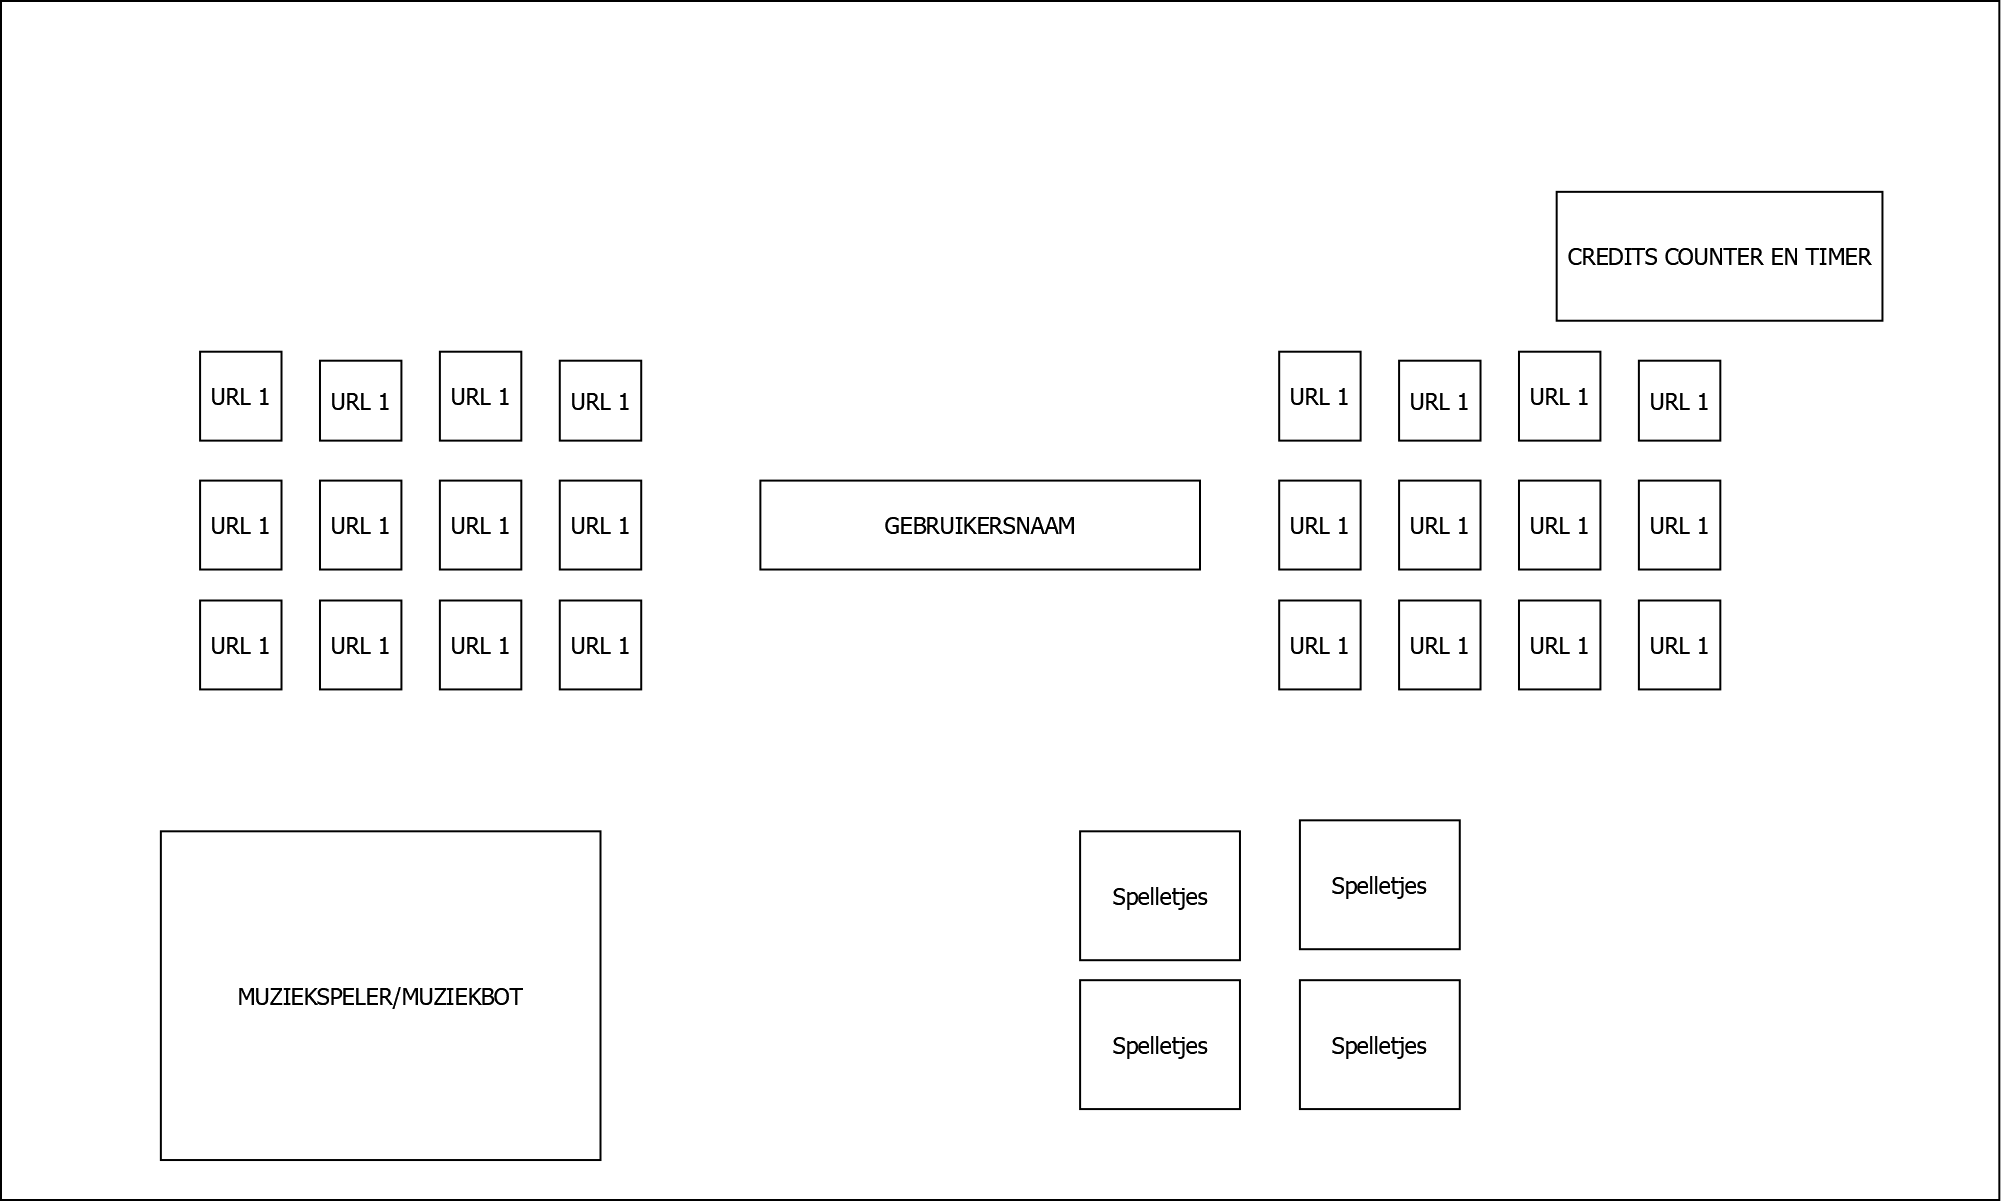 CREDITS COUNTER EN TIMER
URL 1 URL 1 URL 1 URL 1 URL 1 URL 1 URL 1 URL 1
URL 1 URL 1 URL 1 URL 1 GEBRUIKERSNAAM URL 1 URL 1 URL 1 URL 1
URL 1 URL 1 URL 1 URL 1 URL 1 URL 1 URL 1 URL 1
Spelletjes Spelletjes
MUZIEKSPELER/MUZIEKBOT
Spelletjes Spelletjes